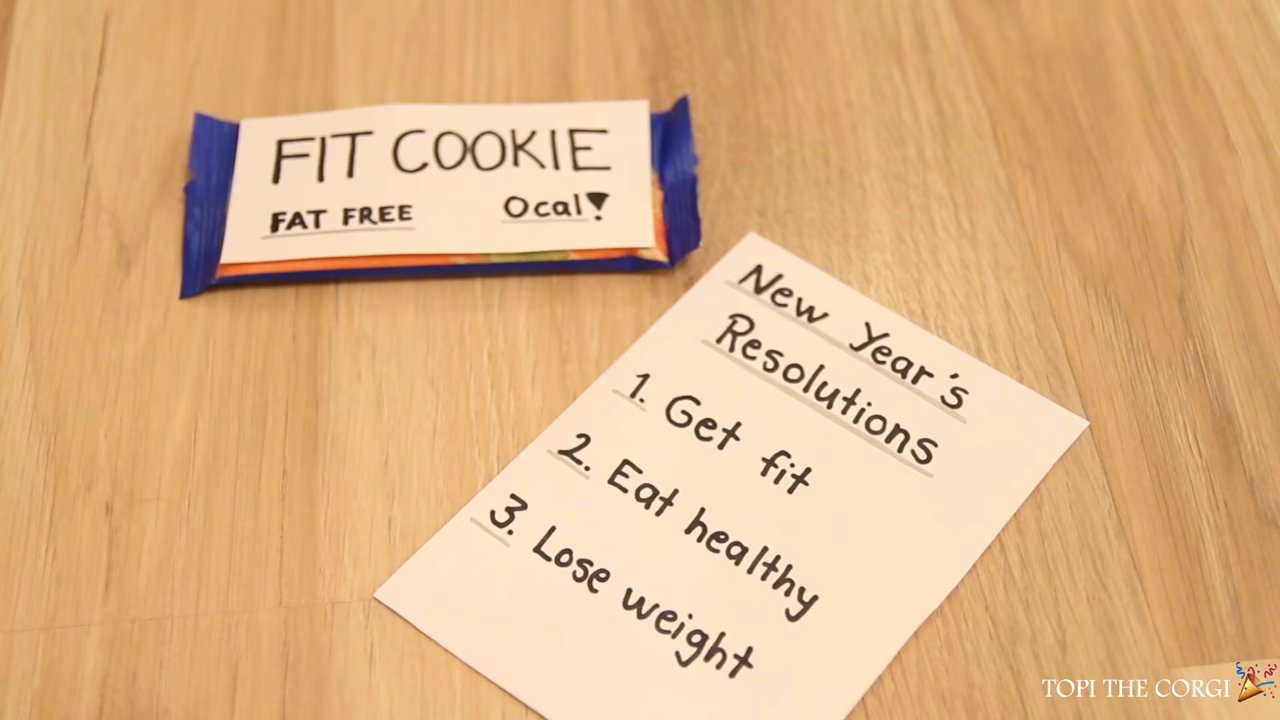 FIT COOKIE
FAT FREE 0cal!
New Year's
Resolutions
1. Get fit
2. Eat healthy
3. Lose weight
TOPI THE CORGI 🎉